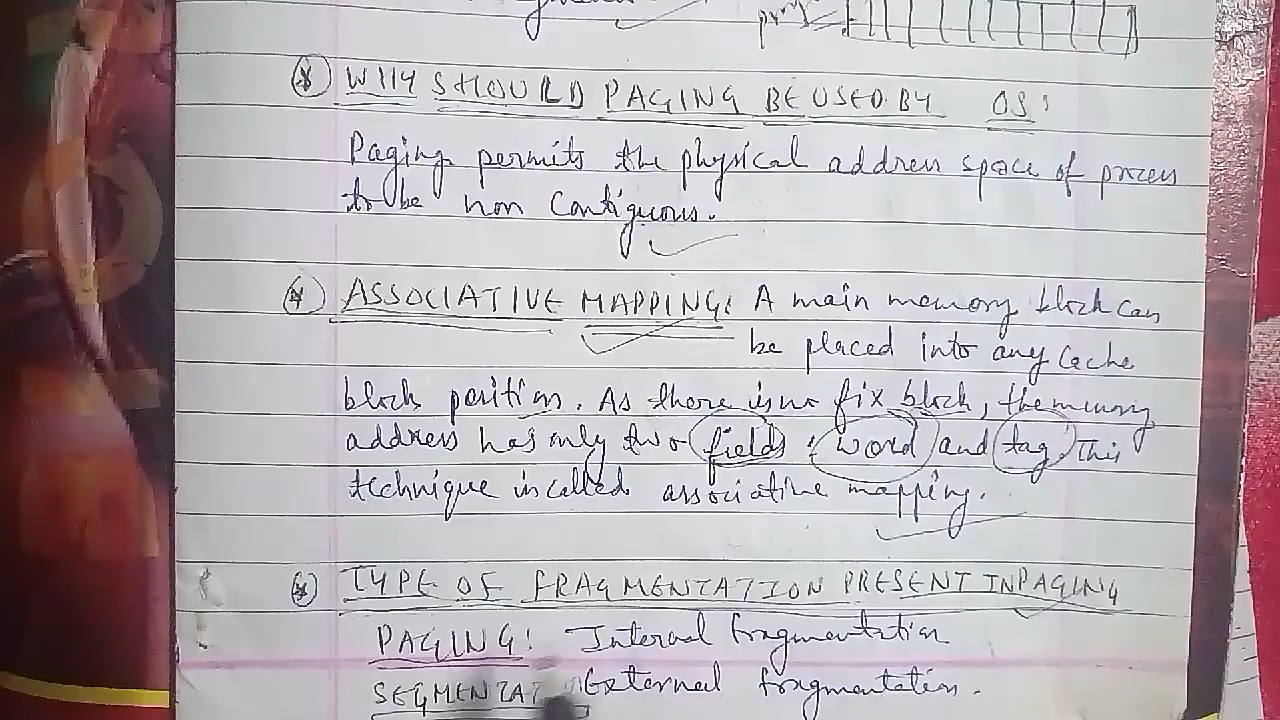 WHY SHOULD PAGING BE USED BY OS:
Paging permits the physical address space of process
to be non contiguous.
ASSOCIATIVE MAPPING: A main memory block can
be placed into any cache
block position. As there is no fix block, the memory
address has only two fields : word and tag. This
technique is called associative mapping.
TYPE OF FRAGMENTATION PRESENT IN PAGING
PAGING: Internal fragmentation
SEGMENTAT External fragmentation.